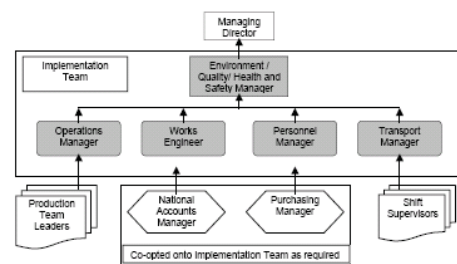 Managing
Director
Implementation
Team
Environment /
Quality/ Health and
Safety Manager
Operations
Manager
Works
Engineer
Personnel
Manager
Transport
Manager
Production
Team
Leaders
National
Accounts
Manager
Purchasing
Manager
Shift
Supervisors
Co-opted onto Implementation Team as required